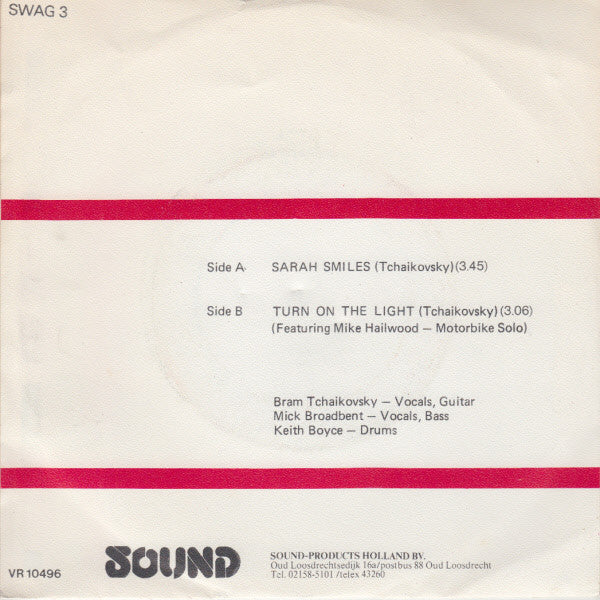 SWAG 3
Side A SARAH SMILES (Tchaikovsky) (3.45)
Side B TURN ON THE LIGHT (Tchaikovsky) (3.06)
(Featuring Mike Hailwood — Motorbike Solo)
Bram Tchaikovsky — Vocals, Guitar
Mick Broadbent — Vocals, Bass
Keith Boyce — Drums
VR 10496
SOUND
SOUND-PRODUCTS HOLLAND BV.
Oud Loosdrechtsedijk 16a/postbus 88 Oud Loosdrecht
Tel. 02158-5101 /telex 43260